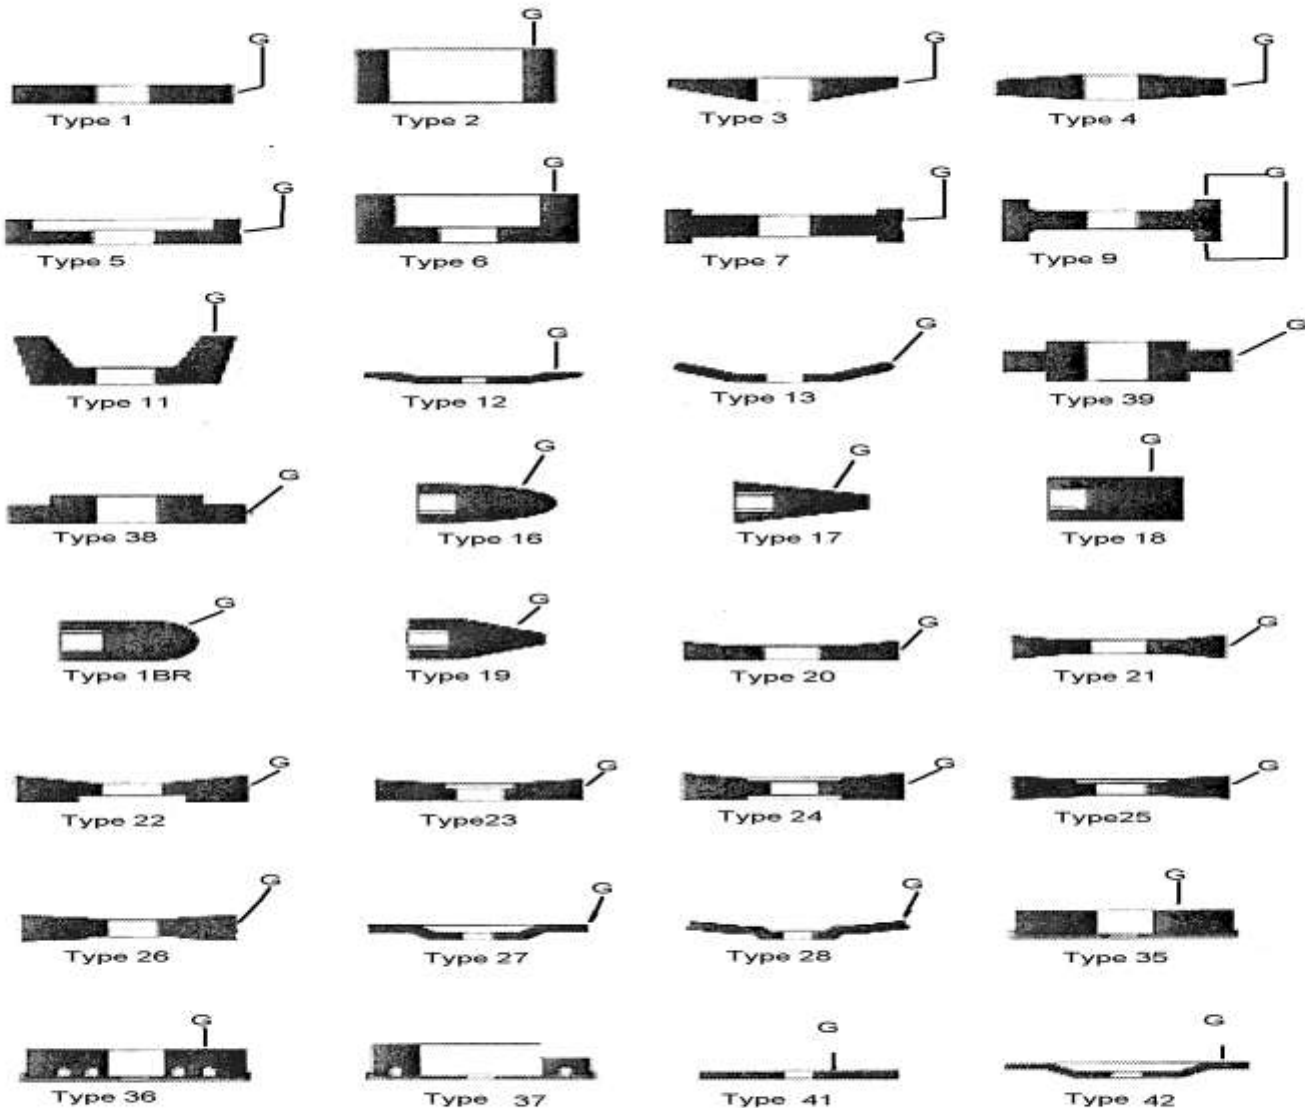 G G G G
Type 1 Type 2 Type 3 Type 4
G G G G
Type 5 Type 6 Type 7 Type 9
G G G G
Type 11 Type 12 Type 13 Type 39
G G G G
Type 38 Type 16 Type 17 Type 18
G G G G
Type 1BR Type 19 Type 20 Type 21
G G G G
Type 22 Type23 Type 24 Type25
G G G G
Type 26 Type 27 Type 28 Type 35
G G G
Type 36 Type 37 Type 41 Type 42